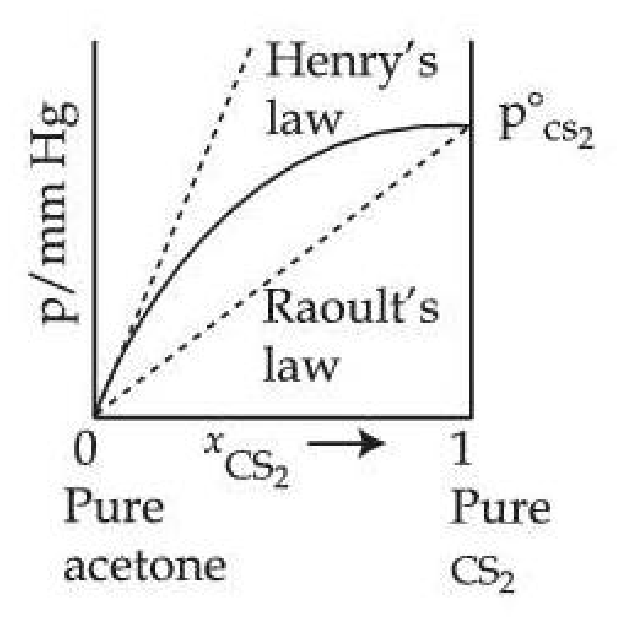 Henry's
law
p°cs₂
p/mm Hg
Raoult's
law
0
xCS₂
1
Pure
acetone
Pure
CS₂